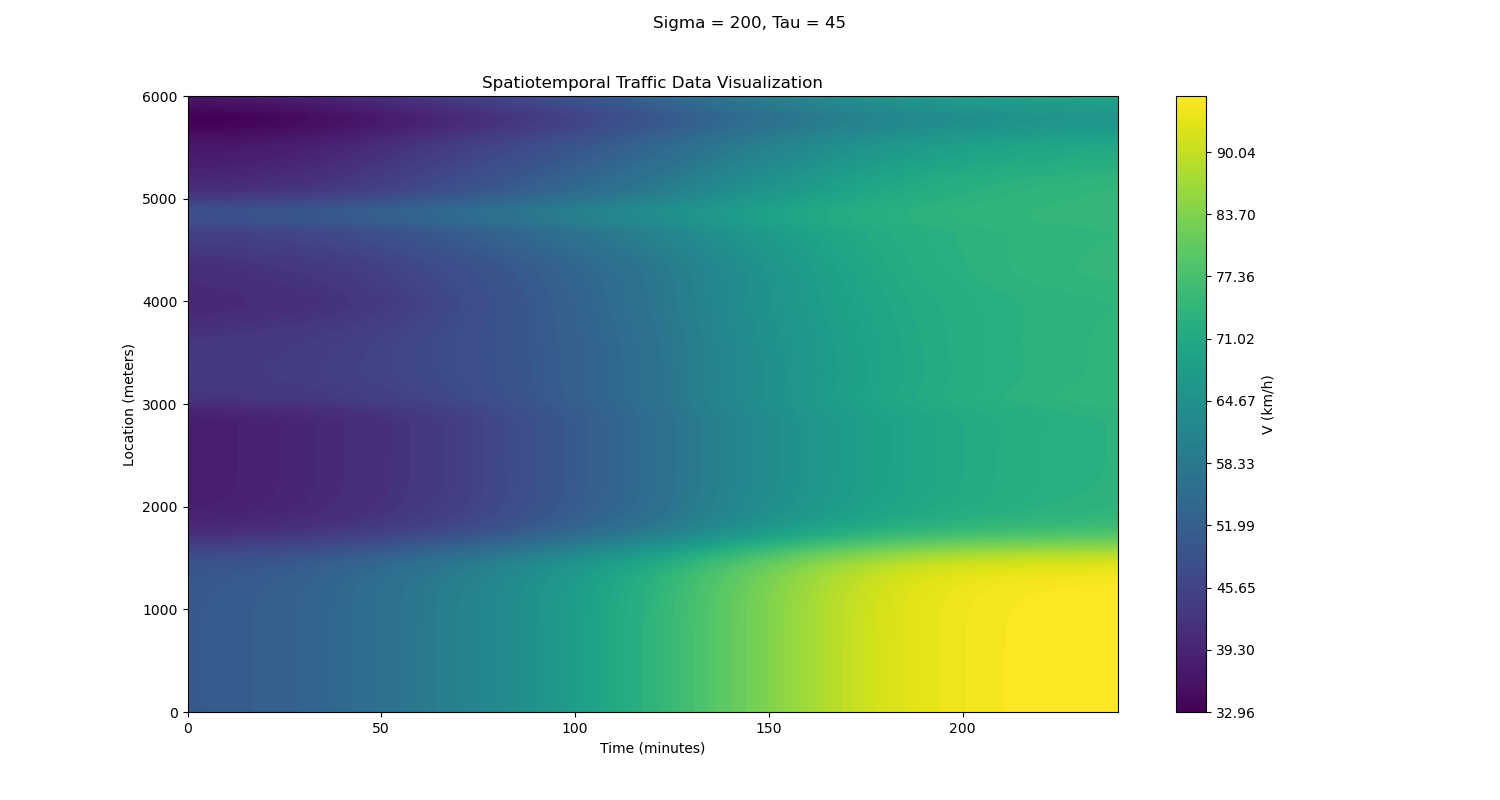 Sigma = 200, Tau = 45
Spatiotemporal Traffic Data Visualization
6000
5000
4000
3000
2000
1000
0
Location (meters)
0 50 100 150 200
Time (minutes)
90.04
83.70
77.36
71.02
64.67
58.33
51.99
45.65
39.30
32.96
V (km/h)